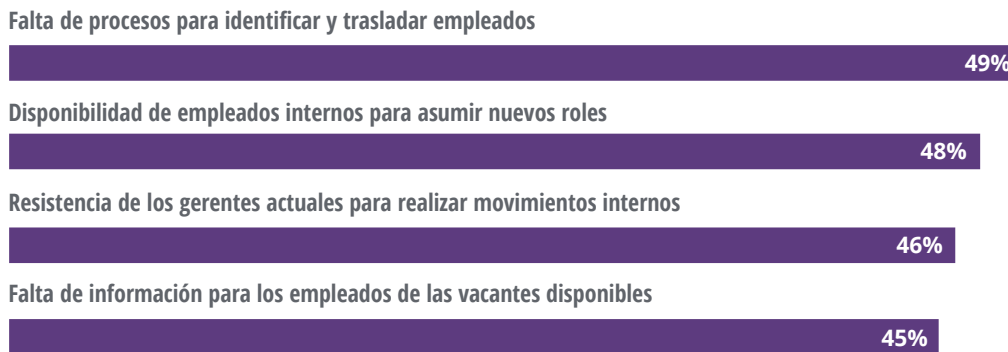 Falta de procesos para identificar y trasladar empleados
49%
Disponibilidad de empleados internos para asumir nuevos roles
48%
Resistencia de los gerentes actuales para realizar movimientos internos
46%
Falta de información para los empleados de las vacantes disponibles
45%